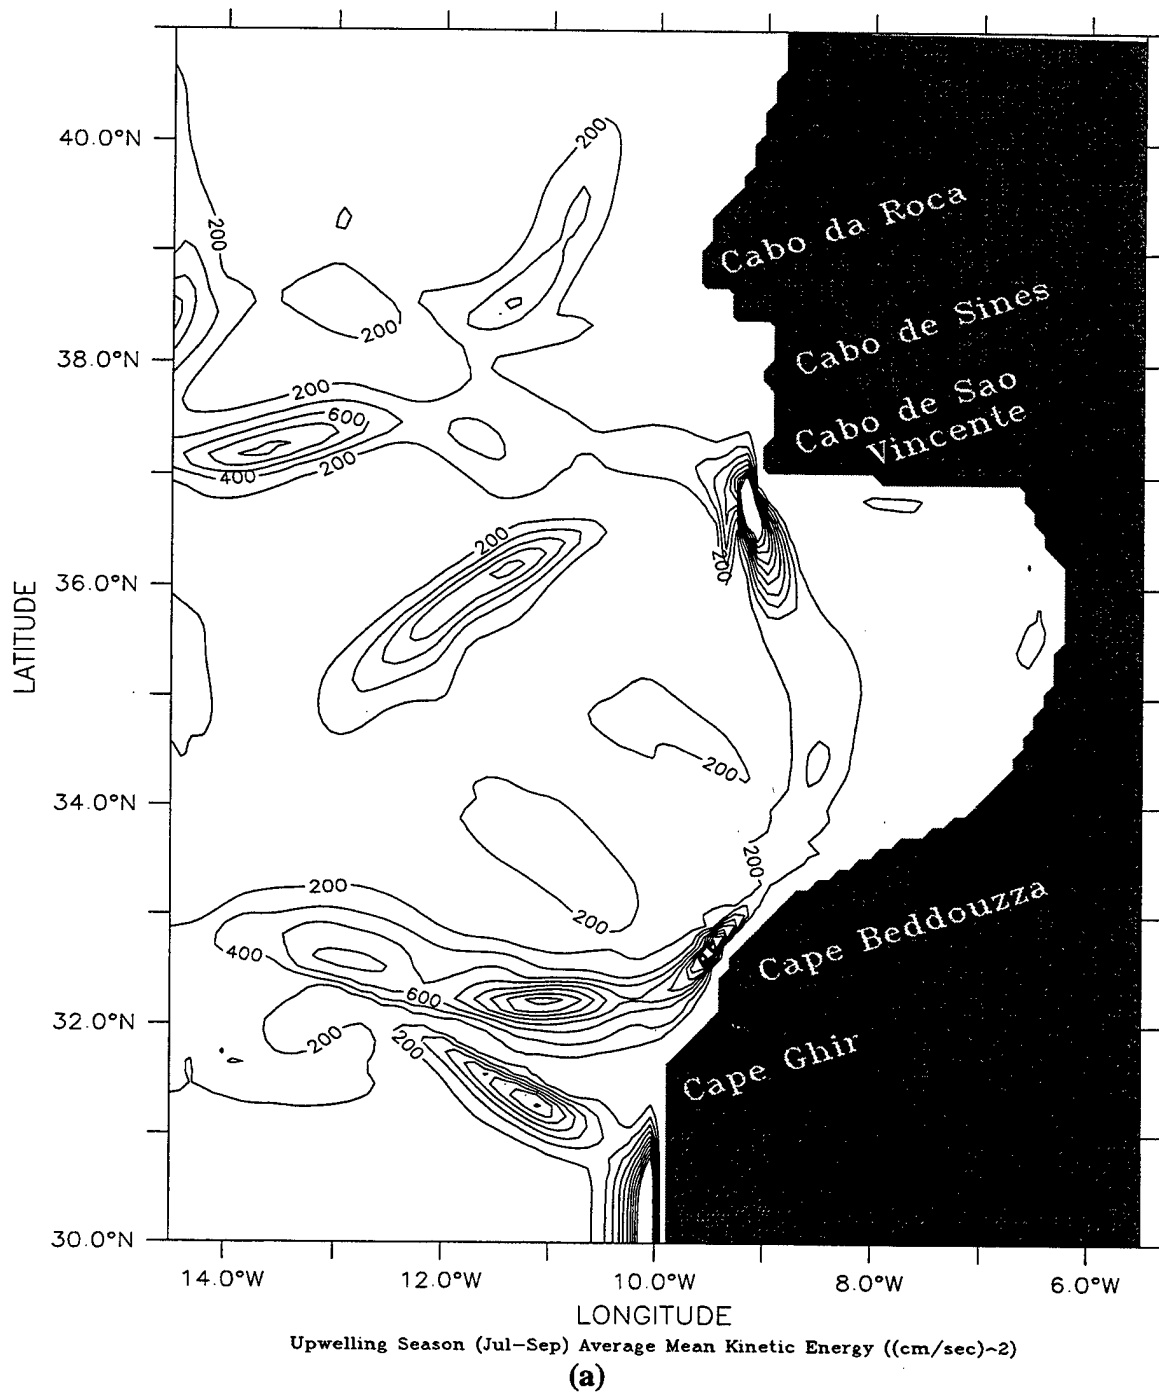 200
40.0°N
Cabo da Roca
200
Cabo de Sines
200
38.0°N
200
Cabo de Sao
Vincente
600
200
400
200
200
36.0°N
LATITUDE
200
34.0°N
200
200
200
Cape Beddouzza
400
600
32.0°N
200
200
Cape Ghir
30.0°N
14.0°W 12.0°W 10.0°W 8.0°W 6.0°W
LONGITUDE
Upwelling Season (Jul-Sep) Average Mean Kinetic Energy ((cm/sec)~2)
(a)